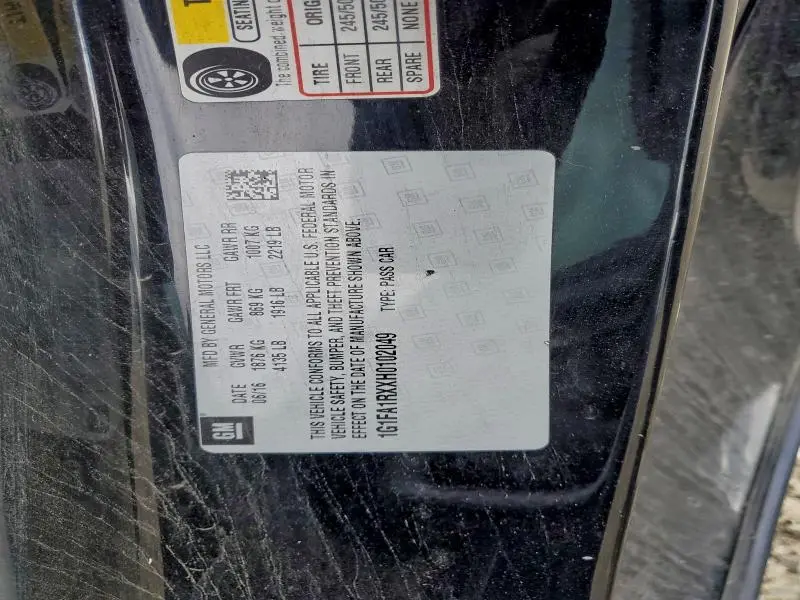 MFD BY GENERAL MOTORS LLC
DATE GVWR GAWR FRT GAWR RR
06/16 1876 KG 869 KG 1007 KG
4135 LB 1916 LB 2219 LB
GM
THIS VEHICLE CONFORMS TO ALL APPLICABLE U.S. FEDERAL MOTOR
VEHICLE SAFETY, BUMPER, AND THEFT PREVENTION STANDARDS IN
EFFECT ON THE DATE OF MANUFACTURE SHOWN ABOVE.
1G1FA1RXXH0102049 TYPE: PASS CAR
SEATING
The combined weight
TIRE ORIG
FRONT 245/50
REAR 245/50
SPARE NONE